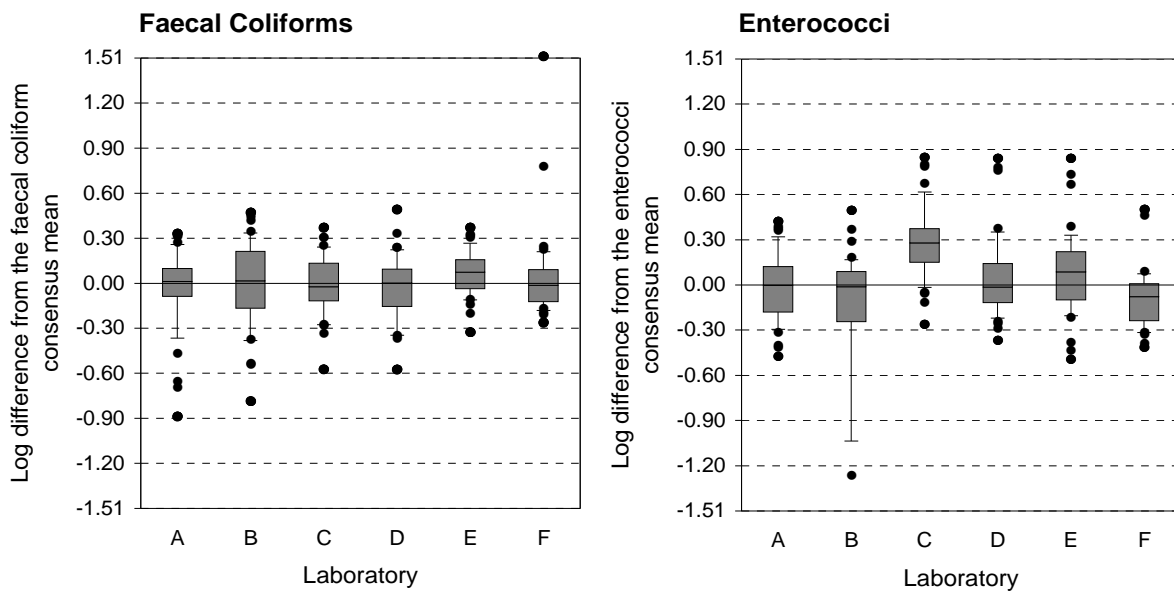 Faecal Coliforms
Log difference from the faecal coliform
consensus mean
1.51
1.20
0.90
0.60
0.30
0.00
-0.30
-0.60
-0.90
-1.20
-1.51
A B C D E F
Laboratory
Enterococci
Log difference from the enterococci
consensus mean
1.51
1.20
0.90
0.60
0.30
0.00
-0.30
-0.60
-0.90
-1.20
-1.51
A B C D E F
Laboratory